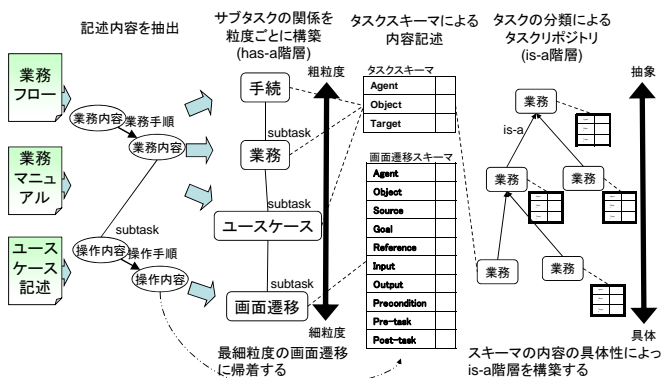 記述内容を抽出
サブタスクの関係を
粒度ごとに構築
(has-a階層)
タスクスキーマによる
内容記述
タスクの分類による
タスクリポジトリ
(is-a階層)
業務
フロー
業務
マニュ
アル
ユース
ケース
記述
業務内容
業務手順
業務内容
subtask
操作内容
操作手順
操作内容
手続
subtask
業務
subtask
ユースケース
subtask
画面遷移
粗粒度
細粒度
最細粒度の画面遷移
に帰着する
タスクスキーマ
Agent
Object
Target
画面遷移スキーマ
Agent
Object
Source
Goal
Reference
Input
Output
Precondition
Pre-task
Post-task
業務
is-a
業務
業務
業務
業務
抽象
具体
スキーマの内容の具体性によっ
is-a階層を構築する